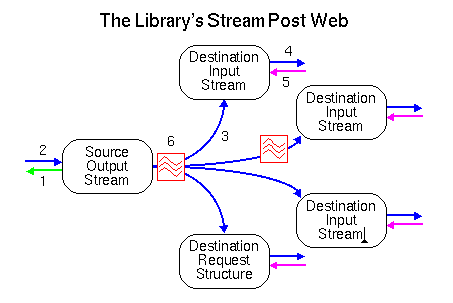 The Library's Stream Post Web
Destination
Input
Stream
4
5
Destination
Input
Stream
3
6
2
1
Source
Output
Stream
Destination
Input
Stream
Destination
Request
Structure